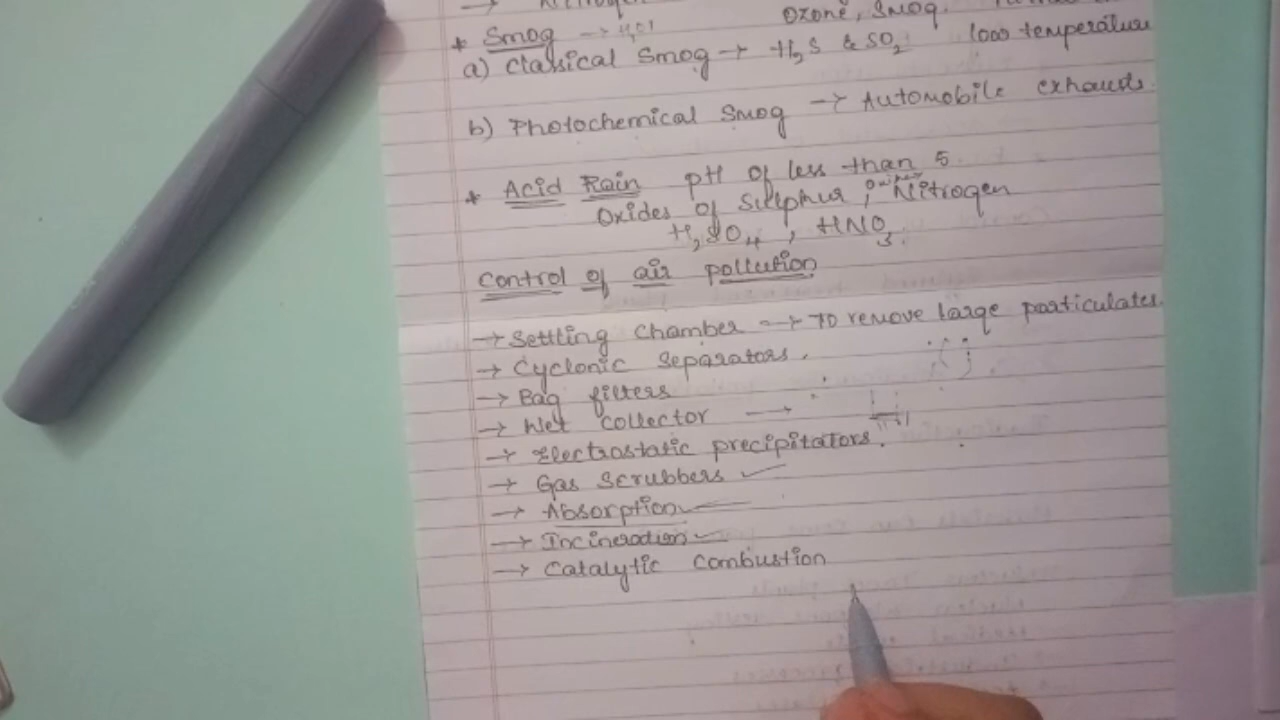 → Nitrogen
Ozone, Smog.
* Smog →
a) Classical Smog → H2S & SO2 low temperature
b) Photochemical Smog → Automobile exhausts.
* Acid Rain pH of less than 5
Oxides of Sulphur, Nitrogen
H2SO4, HNO3.
Control of air pollution
→ Settling Chamber → To remove large particulates.
→ Cyclonic Separators.
→ Bag filters
→ Wet Collector →
→ Electrostatic precipitators.
→ Gas Scrubbers
→ Absorption
→ Incineration
→ Catalytic Combustion